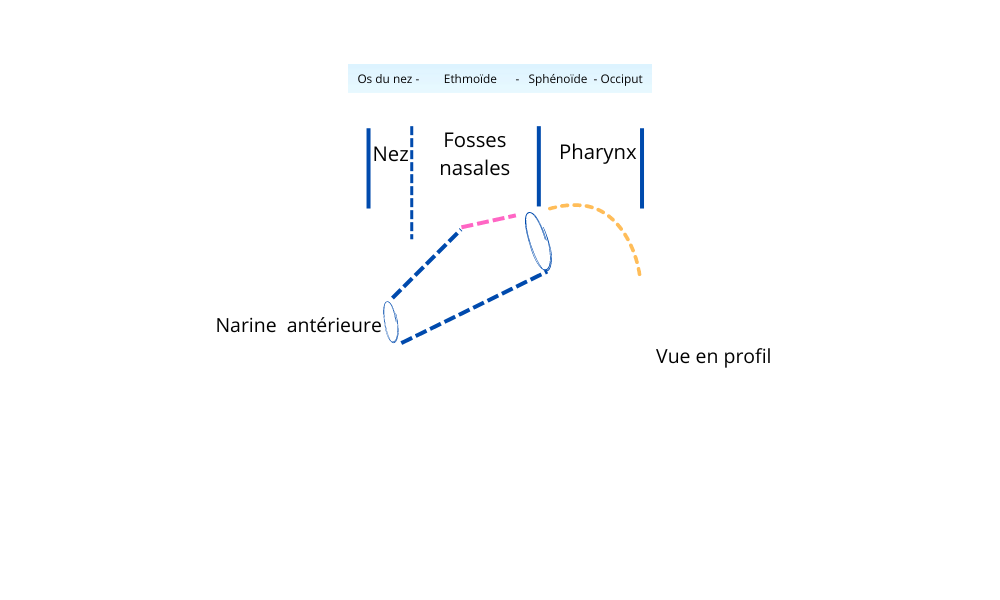 Os du nez - Ethmoïde - Sphénoïde - Occiput
Nez
Fosses
nasales
Pharynx
Narine antérieure
Vue en profil